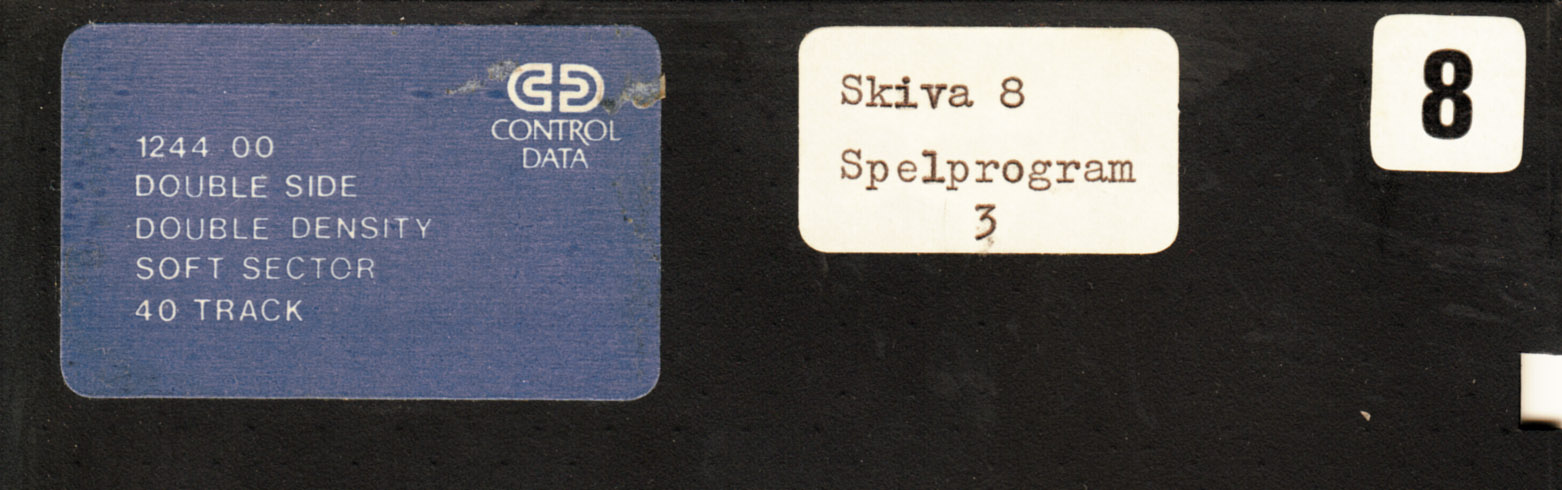 CONTROL
DATA
1244 00
DOUBLE SIDE
DOUBLE DENSITY
SOFT SECTOR
40 TRACK
Skiva 8
Spelprogram
3
8